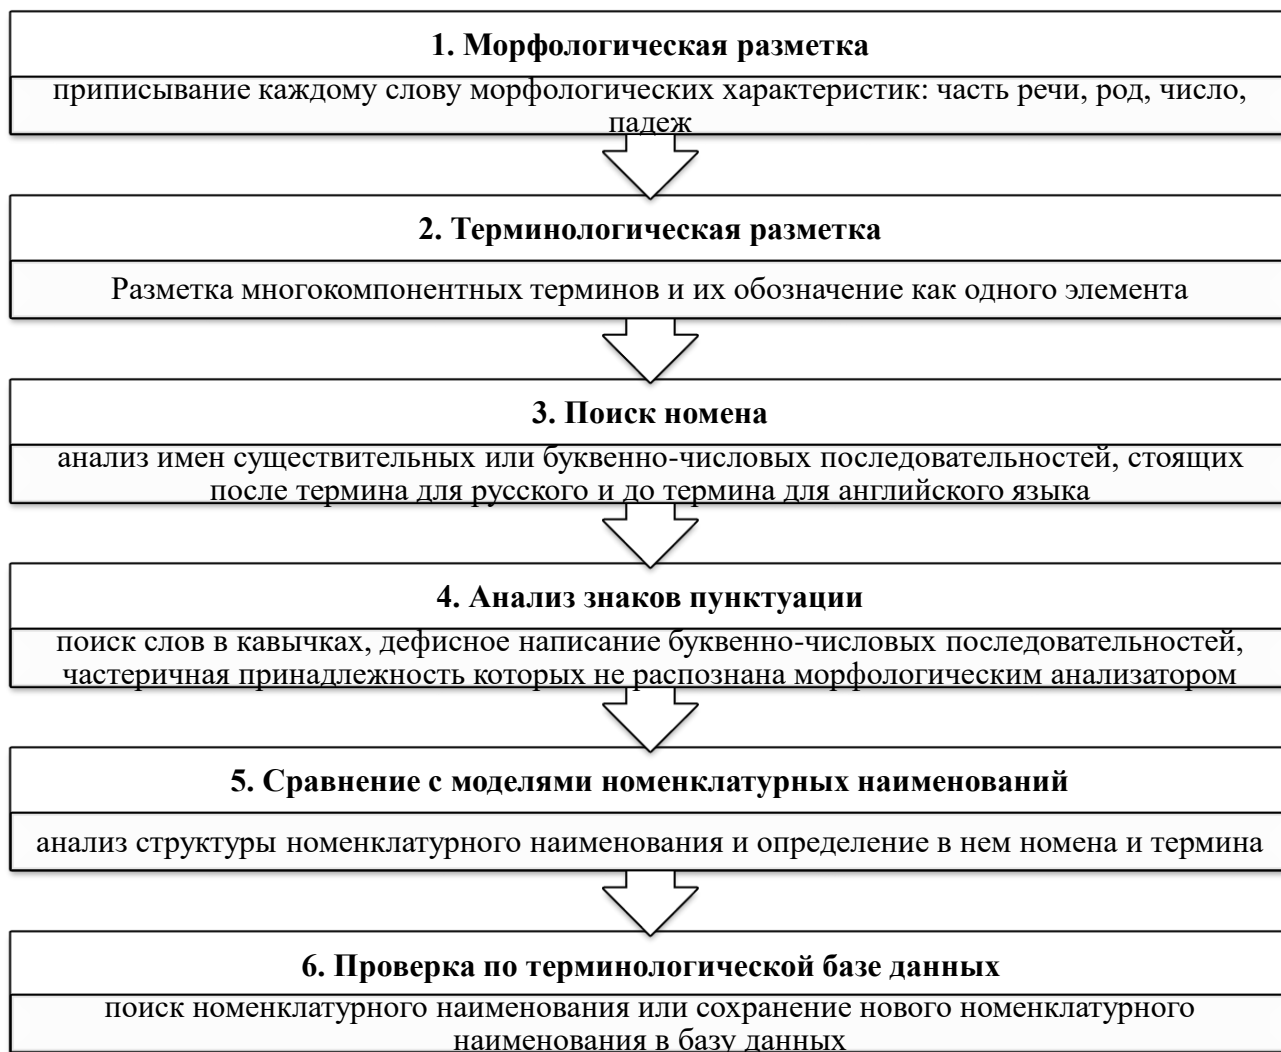 1. Морфологическая разметка
приписывание каждому слову морфологических характеристик: часть речи, род, число,
падеж
2. Терминологическая разметка
Разметка многокомпонентных терминов и их обозначение как одного элемента
3. Поиск номена
анализ имен существительных или буквенно-числовых последовательностей, стоящих
после термина для русского и до термина для английского языка
4. Анализ знаков пунктуации
поиск слов в кавычках, дефисное написание буквенно-числовых последовательностей,
частеричная принадлежность которых не распознана морфологическим анализатором
5. Сравнение с моделями номенклатурных наименований
анализ структуры номенклатурного наименования и определение в нем номена и термина
6. Проверка по терминологической базе данных
поиск номенклатурного наименования или сохранение нового номенклатурного
наименования в базу данных